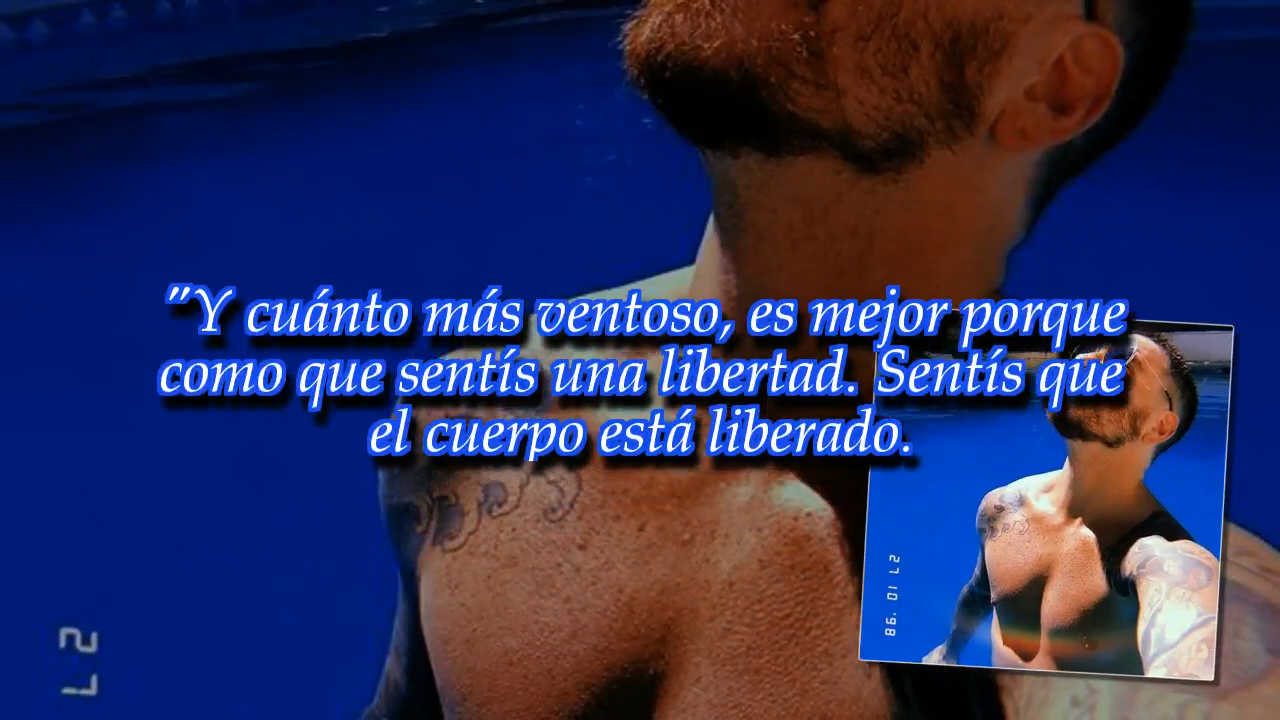 "Y cuánto más ventoso, es mejor porque
como que sentís una libertad. Sentís que
el cuerpo está liberado.